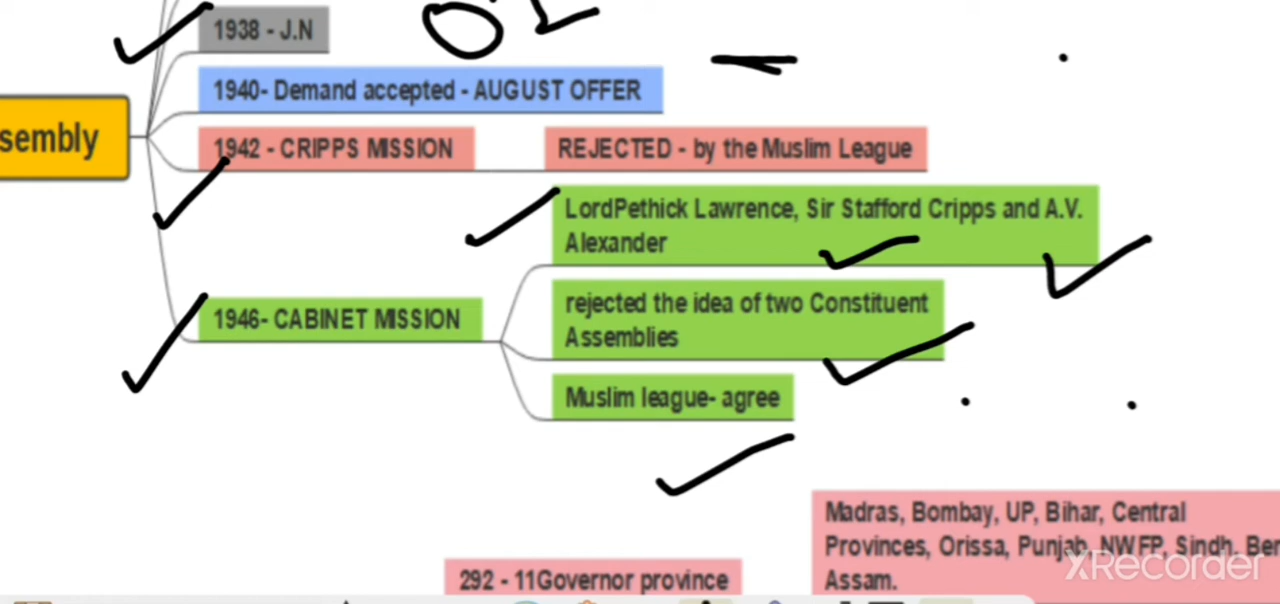 1938 - J.N
1940- Demand accepted - AUGUST OFFER
sembly
1942 - CRIPPS MISSION
REJECTED - by the Muslim League
LordPethick Lawrence, Sir Stafford Cripps and A.V.
Alexander
1946- CABINET MISSION
rejected the idea of two Constituent
Assemblies
Muslim league- agree
292 - 11Governor province
Madras, Bombay, UP, Bihar, Central
Provinces, Orissa, Punjab, NWFP, Sindh, Ben
Assam.
XRecorder